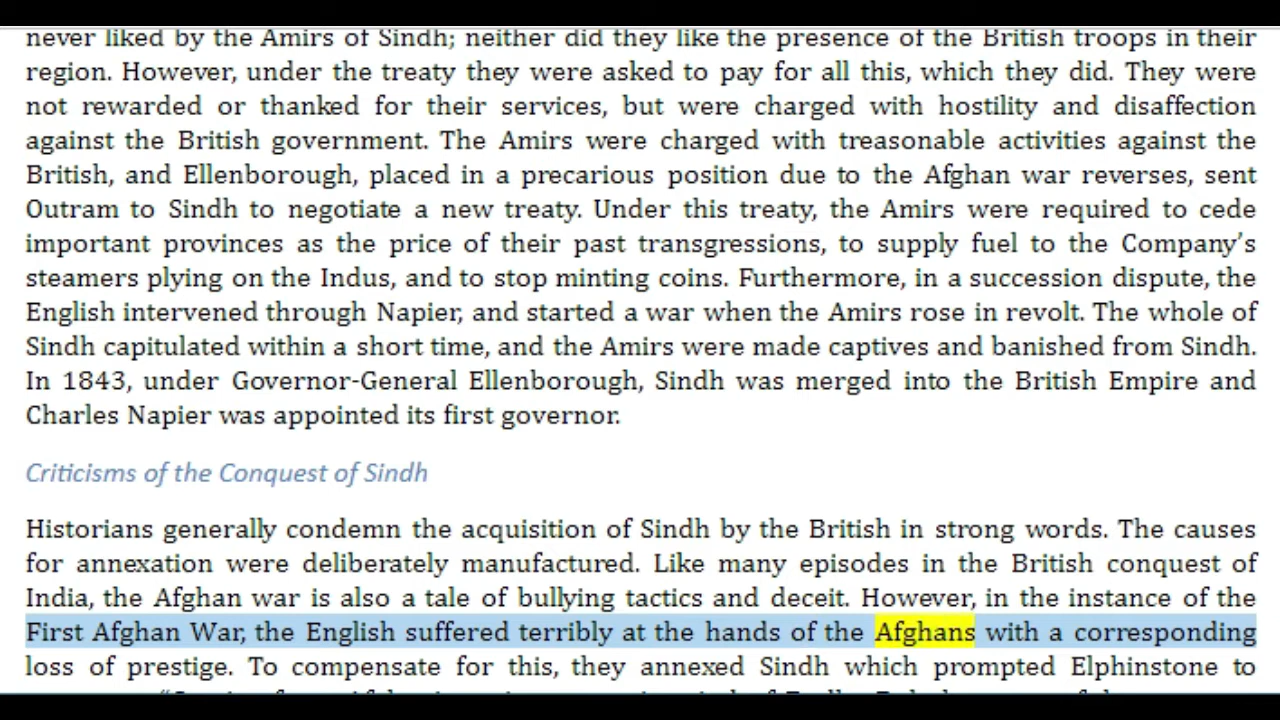 never liked by the Amirs of Sindh; neither did they like the presence of the British troops in their
region. However, under the treaty they were asked to pay for all this, which they did. They were
not rewarded or thanked for their services, but were charged with hostility and disaffection
against the British government. The Amirs were charged with treasonable activities against the
British, and Ellenborough, placed in a precarious position due to the Afghan war reverses, sent
Outram to Sindh to negotiate a new treaty. Under this treaty, the Amirs were required to cede
important provinces as the price of their past transgressions, to supply fuel to the Company’s
steamers plying on the Indus, and to stop minting coins. Furthermore, in a succession dispute, the
English intervened through Napier, and started a war when the Amirs rose in revolt. The whole of
Sindh capitulated within a short time, and the Amirs were made captives and banished from Sindh.
In 1843, under Governor-General Ellenborough, Sindh was merged into the British Empire and
Charles Napier was appointed its first governor.
Criticisms of the Conquest of Sindh
Historians generally condemn the acquisition of Sindh by the British in strong words. The causes
for annexation were deliberately manufactured. Like many episodes in the British conquest of
India, the Afghan war is also a tale of bullying tactics and deceit. However, in the instance of the
First Afghan War, the English suffered terribly at the hands of the Afghans with a corresponding
loss of prestige. To compensate for this, they annexed Sindh which prompted Elphinstone to